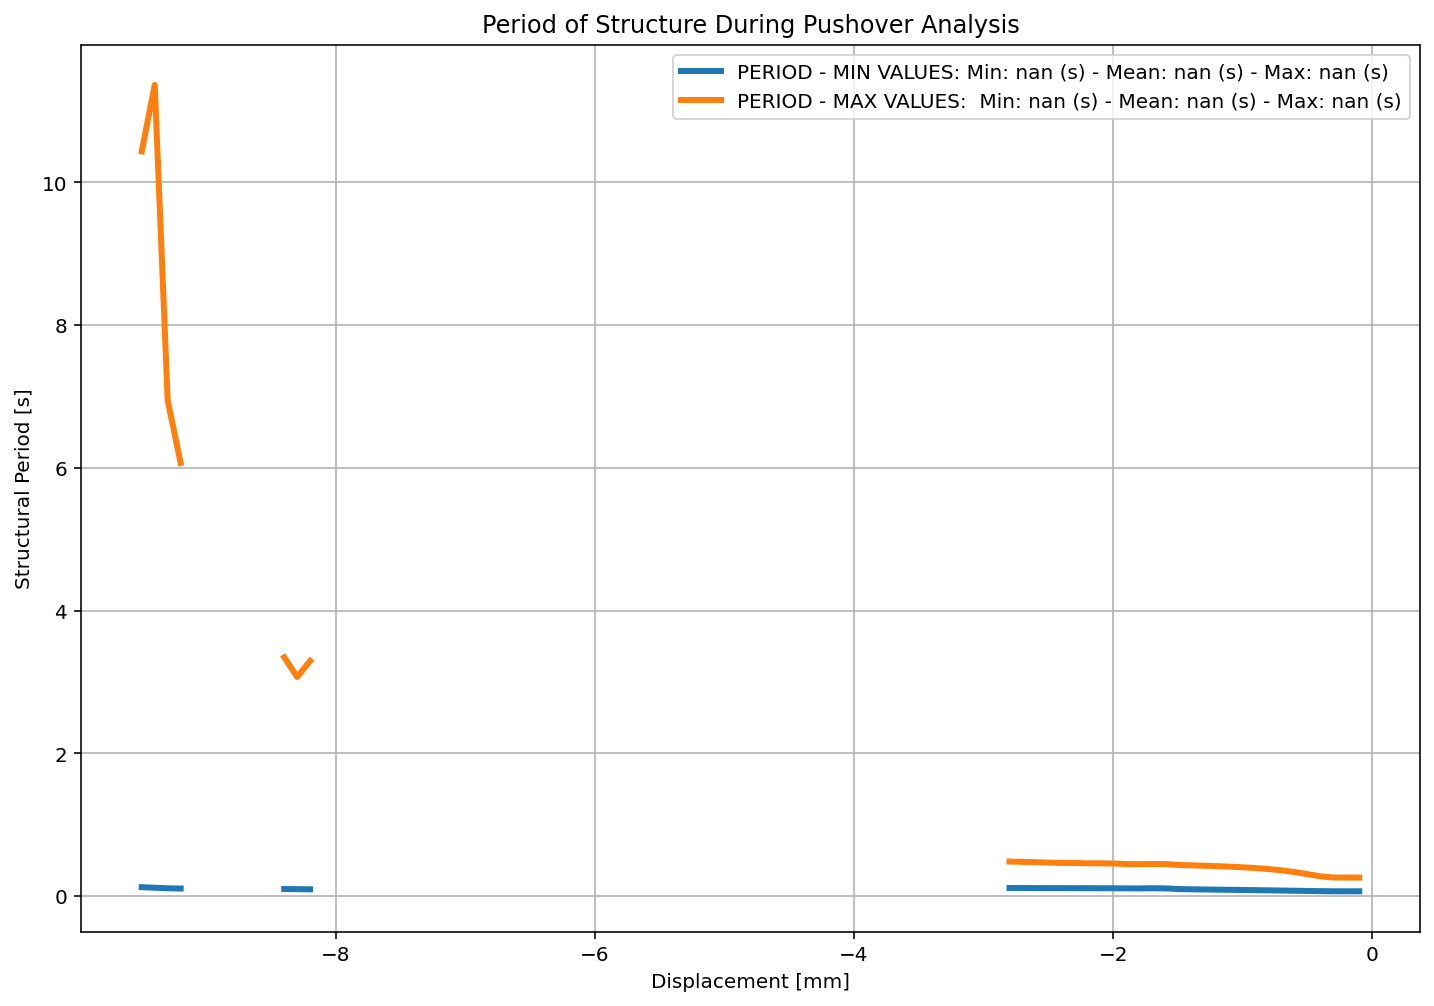 Period of Structure During Pushover Analysis
PERIOD - MIN VALUES: Min: nan (s) - Mean: nan (s) - Max: nan (s)
PERIOD - MAX VALUES:  Min: nan (s) - Mean: nan (s) - Max: nan (s)
Structural Period [s]
10
8
6
4
2
0
−8 −6 −4 −2 0
Displacement [mm]